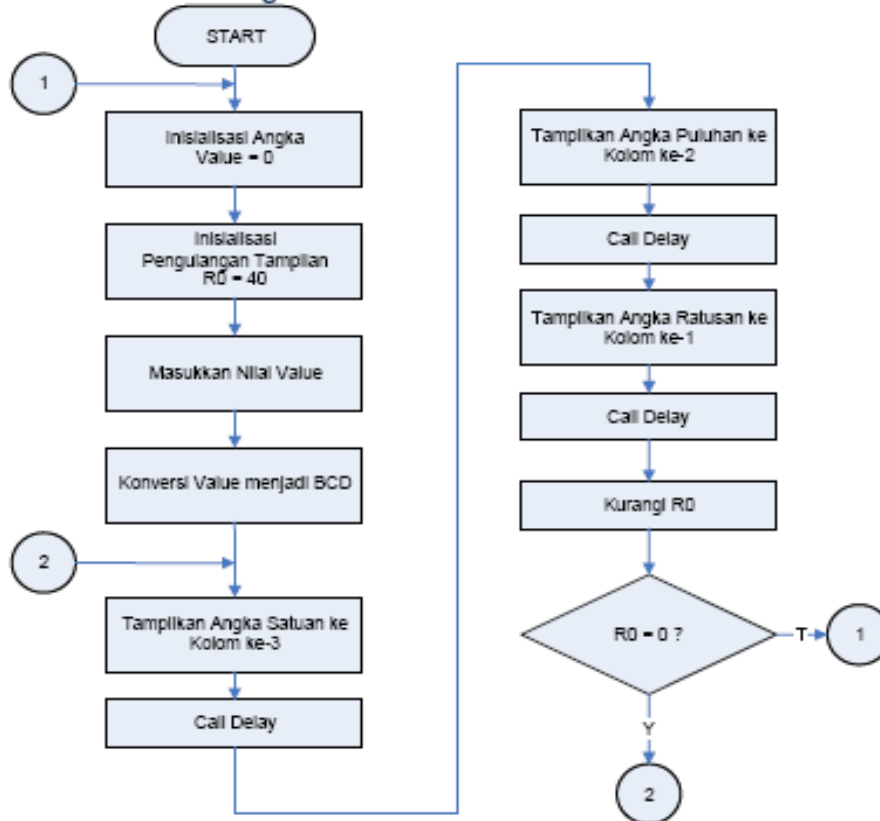 START
1
Inisialisasi Angka
Value = 0
Inisialisasi
Pengulangan Tampilan
R0 = 40
Masukkan Nilai Value
Konversi Value menjadi BCD
2
Tampilkan Angka Satuan ke
Kolom ke-3
Call Delay
Tampilkan Angka Puluhan ke
Kolom ke-2
Call Delay
Tampilkan Angka Ratusan ke
Kolom ke-1
Call Delay
Kurangi R0
R0 = 0 ?
T
1
Y
2